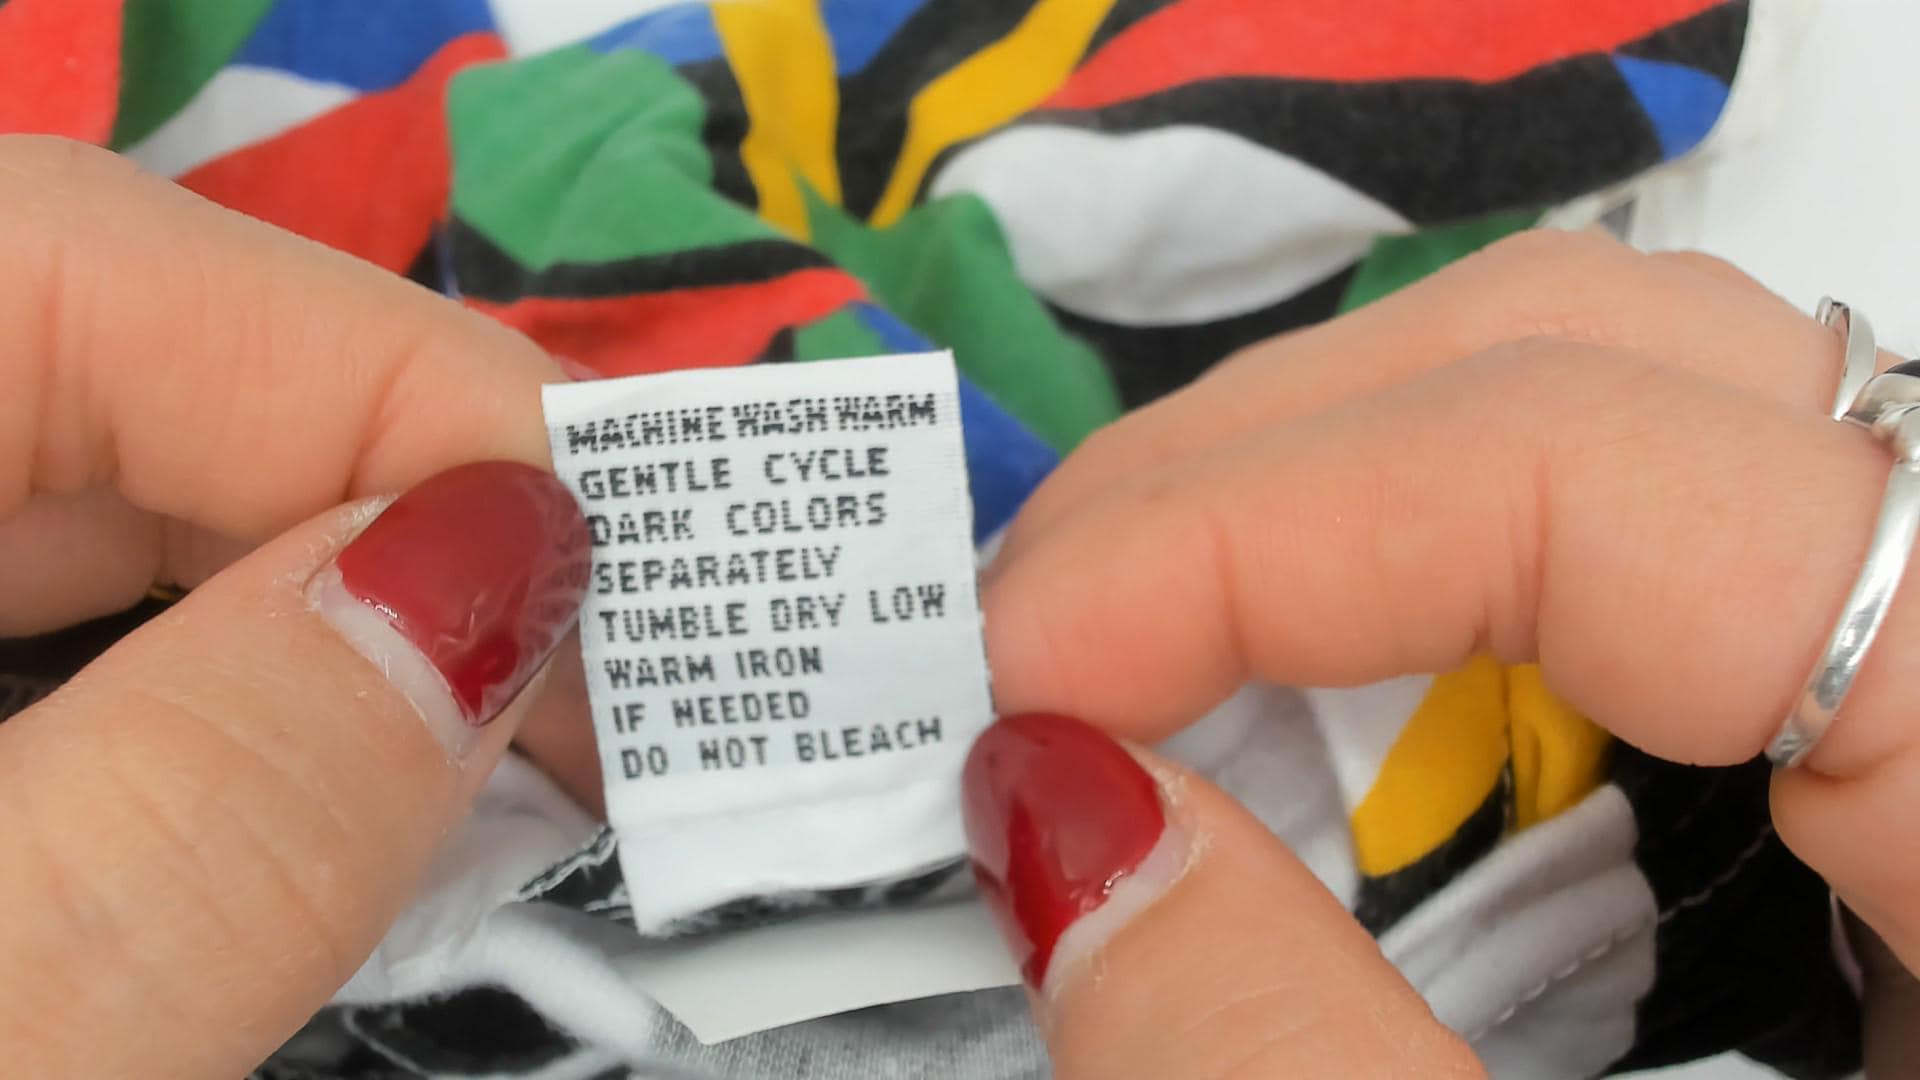 MACHINE WASH WARM
GENTLE CYCLE
DARK COLORS
SEPARATELY
TUMBLE DRY LOW
WARM IRON
IF NEEDED
DO NOT BLEACH